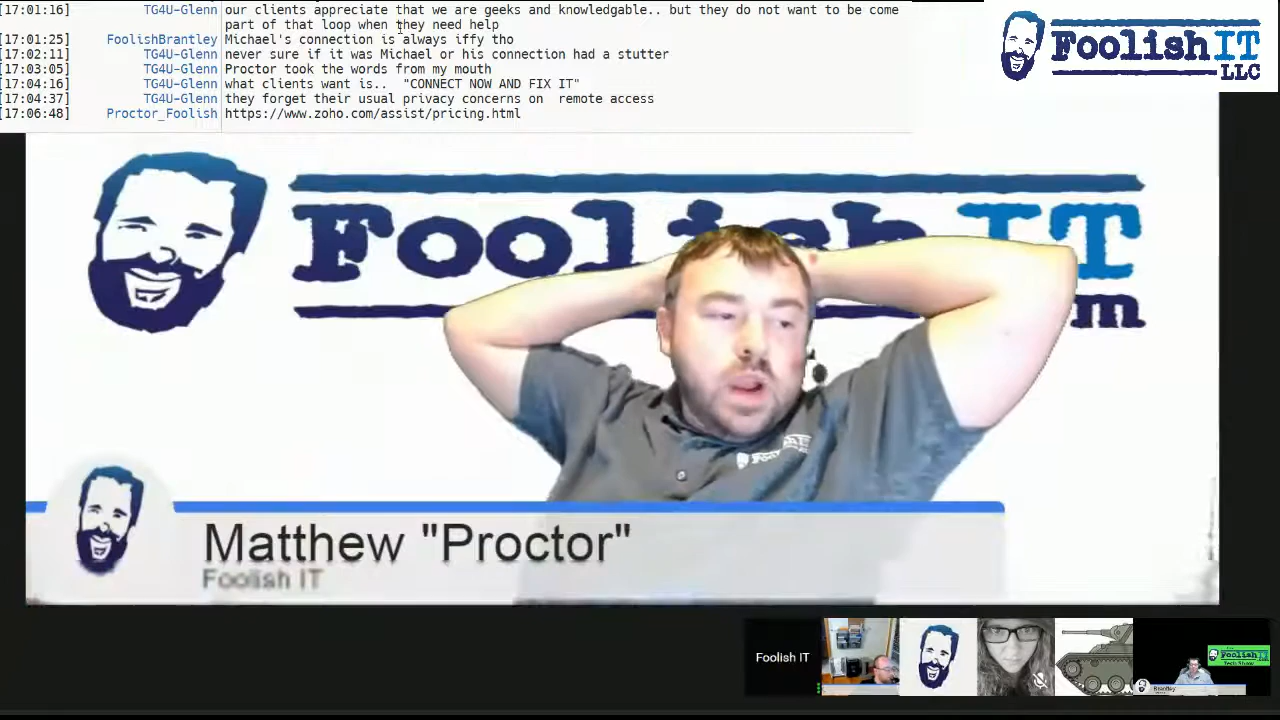 [17:01:16] TG4U-Glenn our clients appreciate that we are geeks and knowledgable.. but they do not want to be come
part of that loop when they need help
[17:01:25] FoolishBrantley Michael's connection is always iffy tho
[17:02:11] TG4U-Glenn never sure if it was Michael or his connection had a stutter
[17:03:05] TG4U-Glenn Proctor took the words from my mouth
[17:04:16] TG4U-Glenn what clients want is.. "CONNECT NOW AND FIX IT"
[17:04:37] TG4U-Glenn they forget their usual privacy concerns on  remote access
[17:06:48] Proctor_Foolish https://www.zoho.com/assist/pricing.html
FoolishIT
LLC
Foolish IT
m
Matthew "Proctor"
Foolish IT
Foolish IT
FoolishIT
Tech Show
Brantley